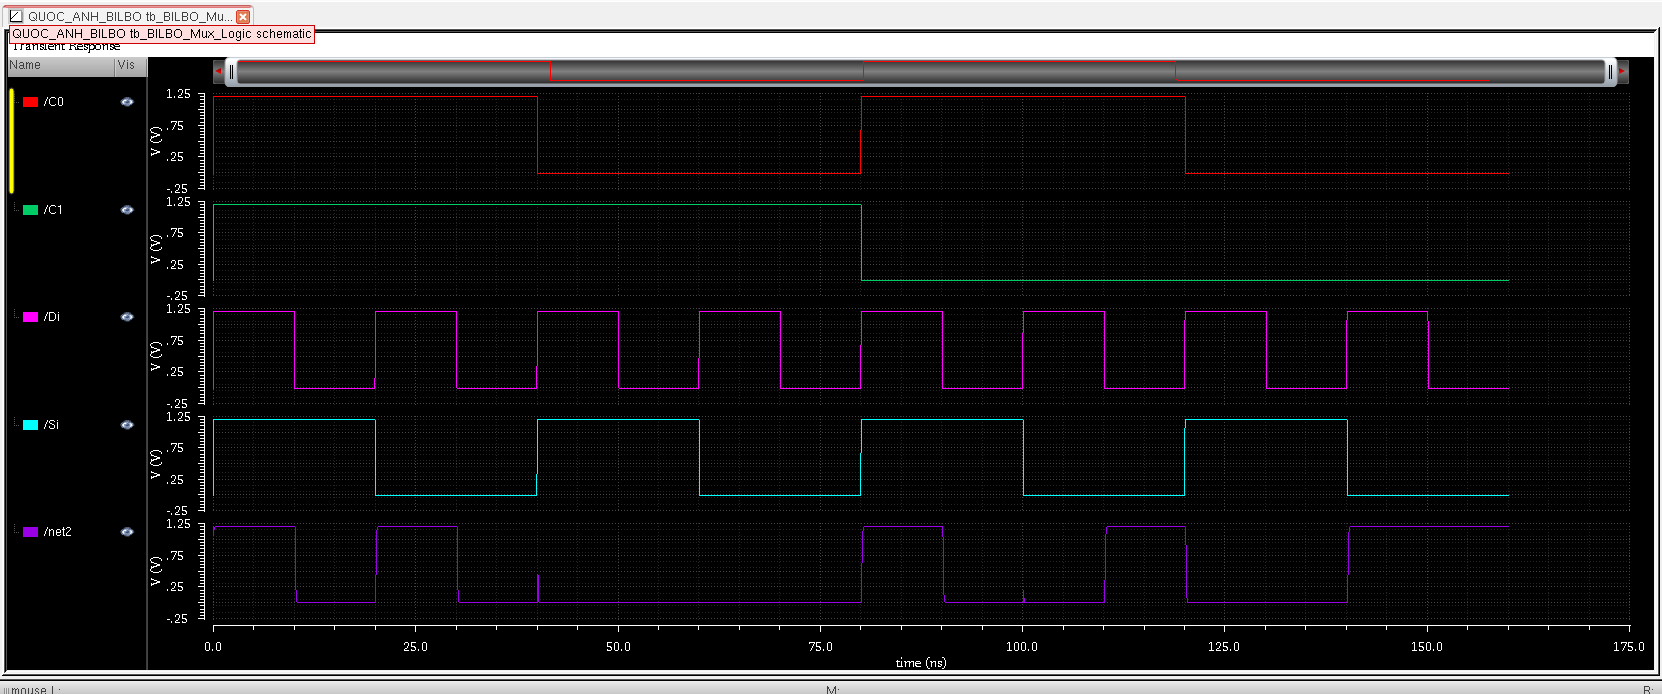 QUOC_ANH_BILBO tb_BILBO_Mu...
QUOC_ANH_BILBO tb_BILBO_Mux_Logic schematic
Transient Response
Name Vis
/C0
1.25
.75
.25
-.25
V (V)
/C1
1.25
.75
.25
-.25
V (V)
/Di
1.25
.75
.25
-.25
V (V)
/Si
1.25
.75
.25
-.25
V (V)
/net2
1.25
.75
.25
-.25
V (V)
0.0 25.0 50.0 75.0 100.0 125.0 150.0 175.0
time (ns)
mouse L: M: R: